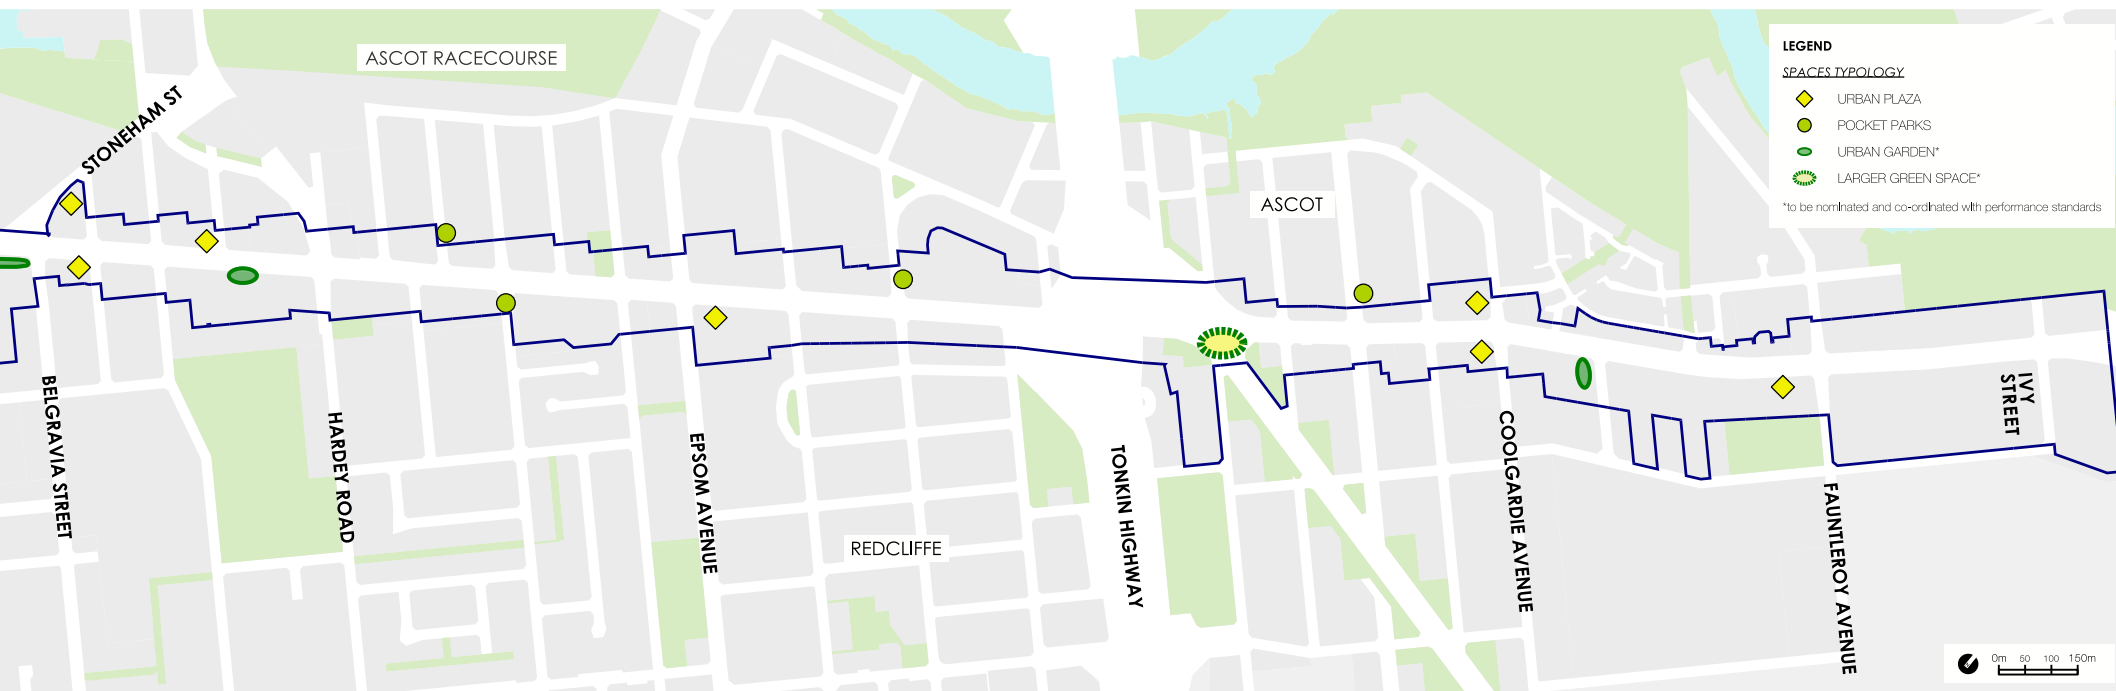 ASCOT RACECOURSE
STONEHAM ST
LEGEND
SPACES TYPOLOGY
URBAN PLAZA
POCKET PARKS
URBAN GARDEN*
LARGER GREEN SPACE*
*to be nominated and co-ordinated with performance standards
ASCOT
BELGRAVIA STREET
HARDEY ROAD
EPSOM AVENUE
REDCLIFFE
TONKIN HIGHWAY
COOLGARDIE AVENUE
FAUNTLEROY AVENUE
IVY
STREET
0m 50 100 150m